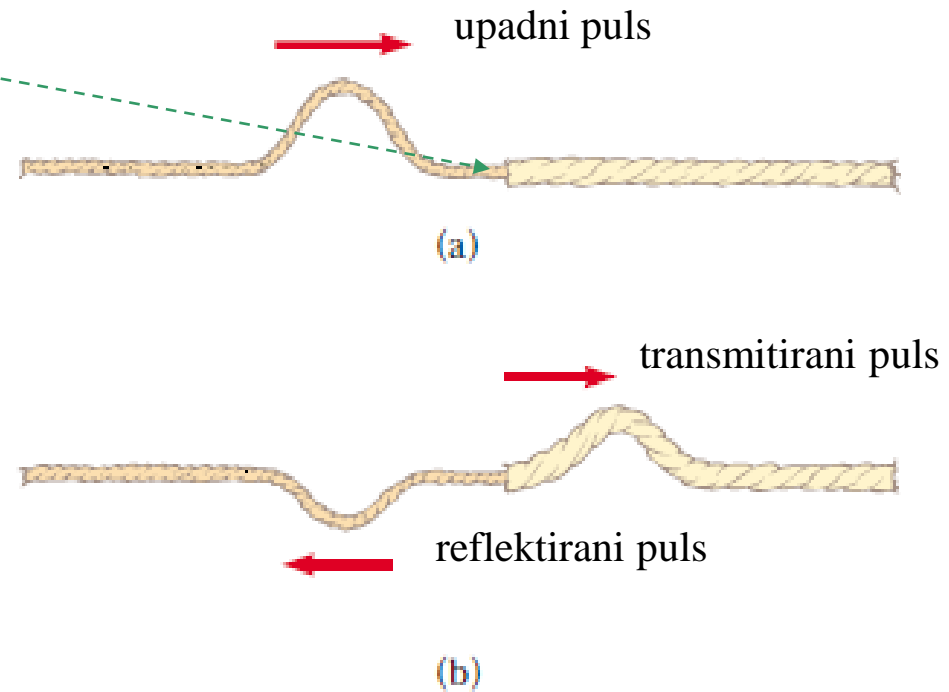 upadni puls
(a)
transmitirani puls
reflektirani puls
(b)